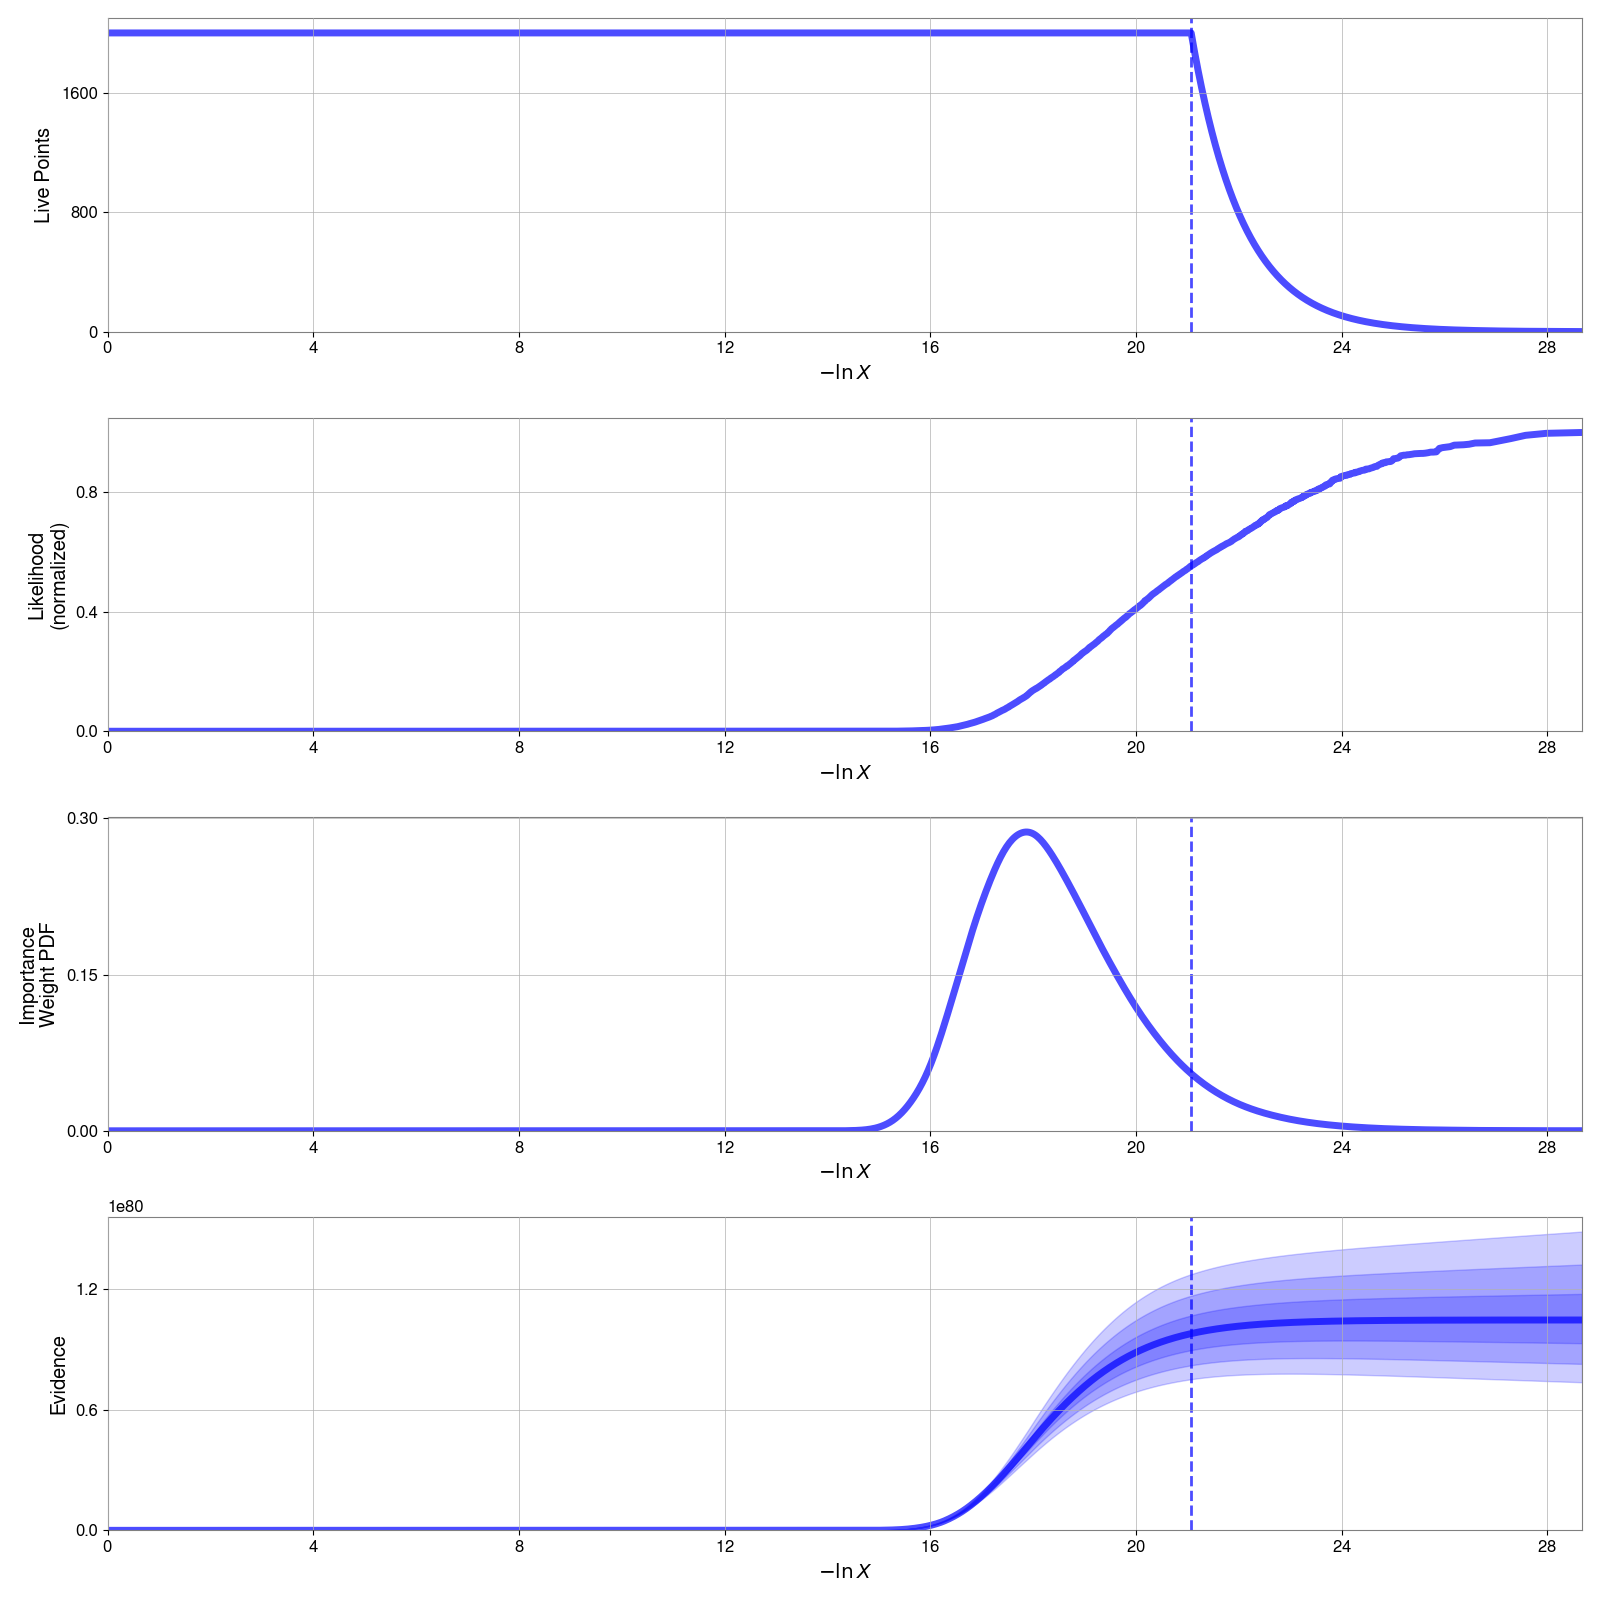 Live Points
1600
800
0
0 4 8 12 16 20 24 28
−ln X
Likelihood
(normalized)
0.8
0.4
0.0
0 4 8 12 16 20 24 28
−ln X
Importance
Weight PDF
0.30
0.15
0.00
0 4 8 12 16 20 24 28
−ln X
1e80
Evidence
1.2
0.6
0.0
0 4 8 12 16 20 24 28
−ln X